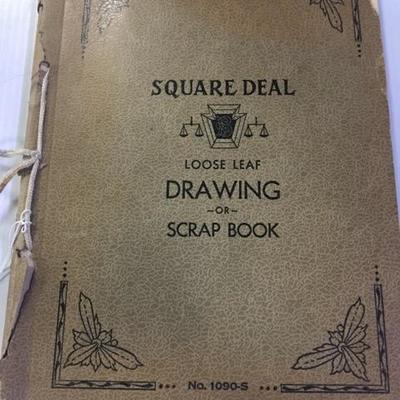 SQUARE DEAL
LOOSE LEAF
DRAWING
-OR-
SCRAP BOOK
No. 1090-S